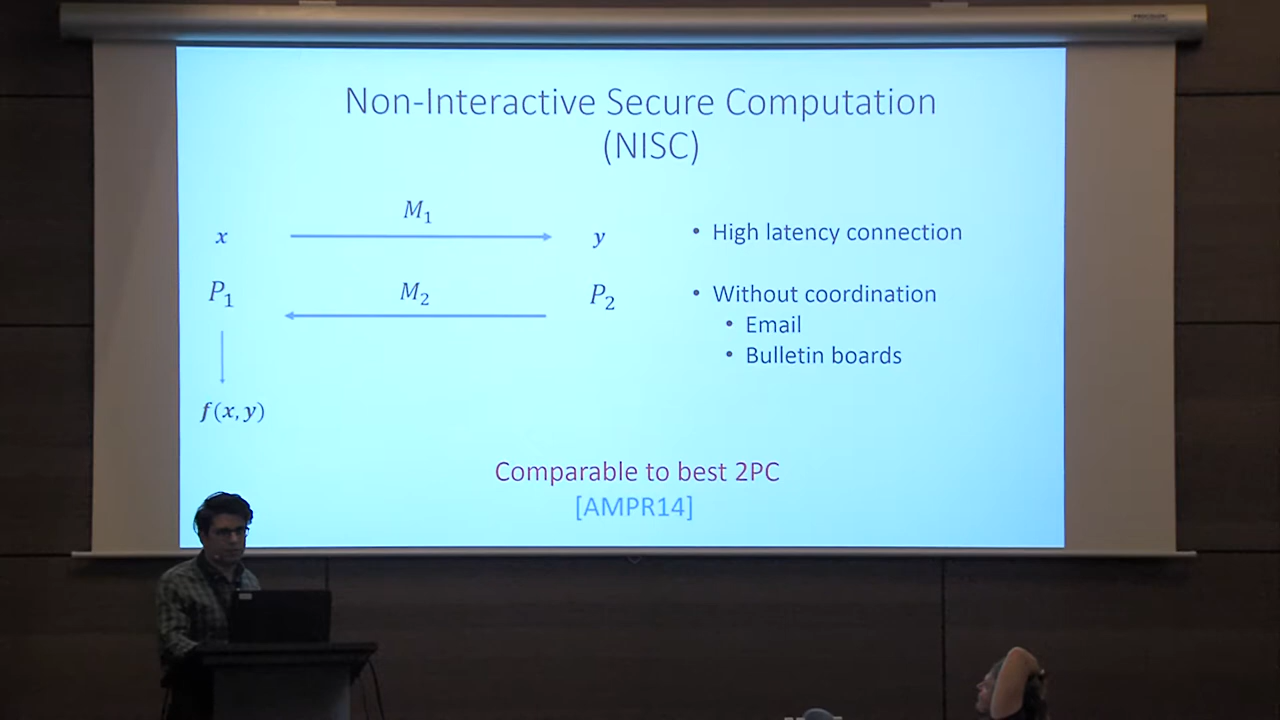 Non-Interactive Secure Computation
(NISC)
M₁
x
y
• High latency connection
P₁
M₂
P₂
• Without coordination
• Email
• Bulletin boards
f(x, y)
Comparable to best 2PC
[AMPR14]